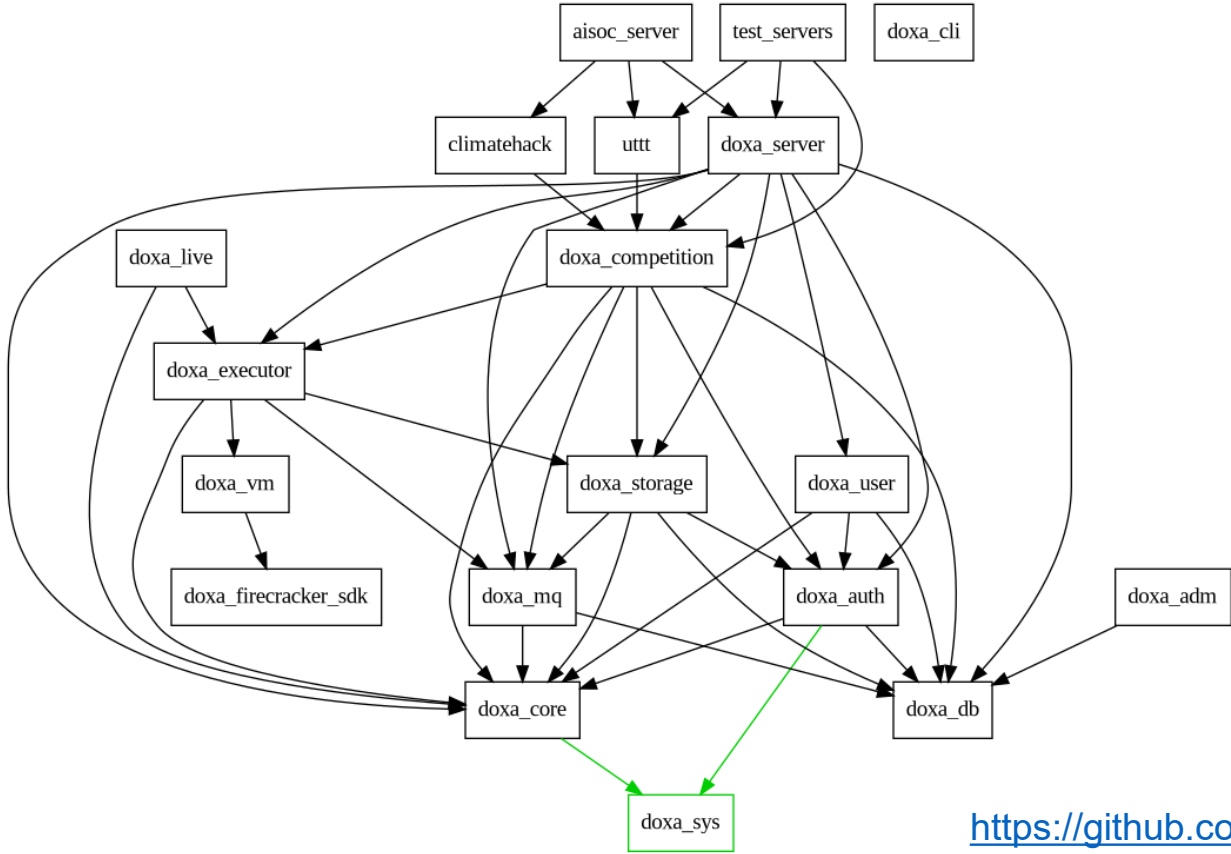 aisoc_server
test_servers
doxa_cli
climatehack
uttt
doxa_server
doxa_live
doxa_competition
doxa_executor
doxa_vm
doxa_storage
doxa_user
doxa_firecracker_sdk
doxa_mq
doxa_auth
doxa_adm
doxa_core
doxa_db
doxa_sys
https://github.co